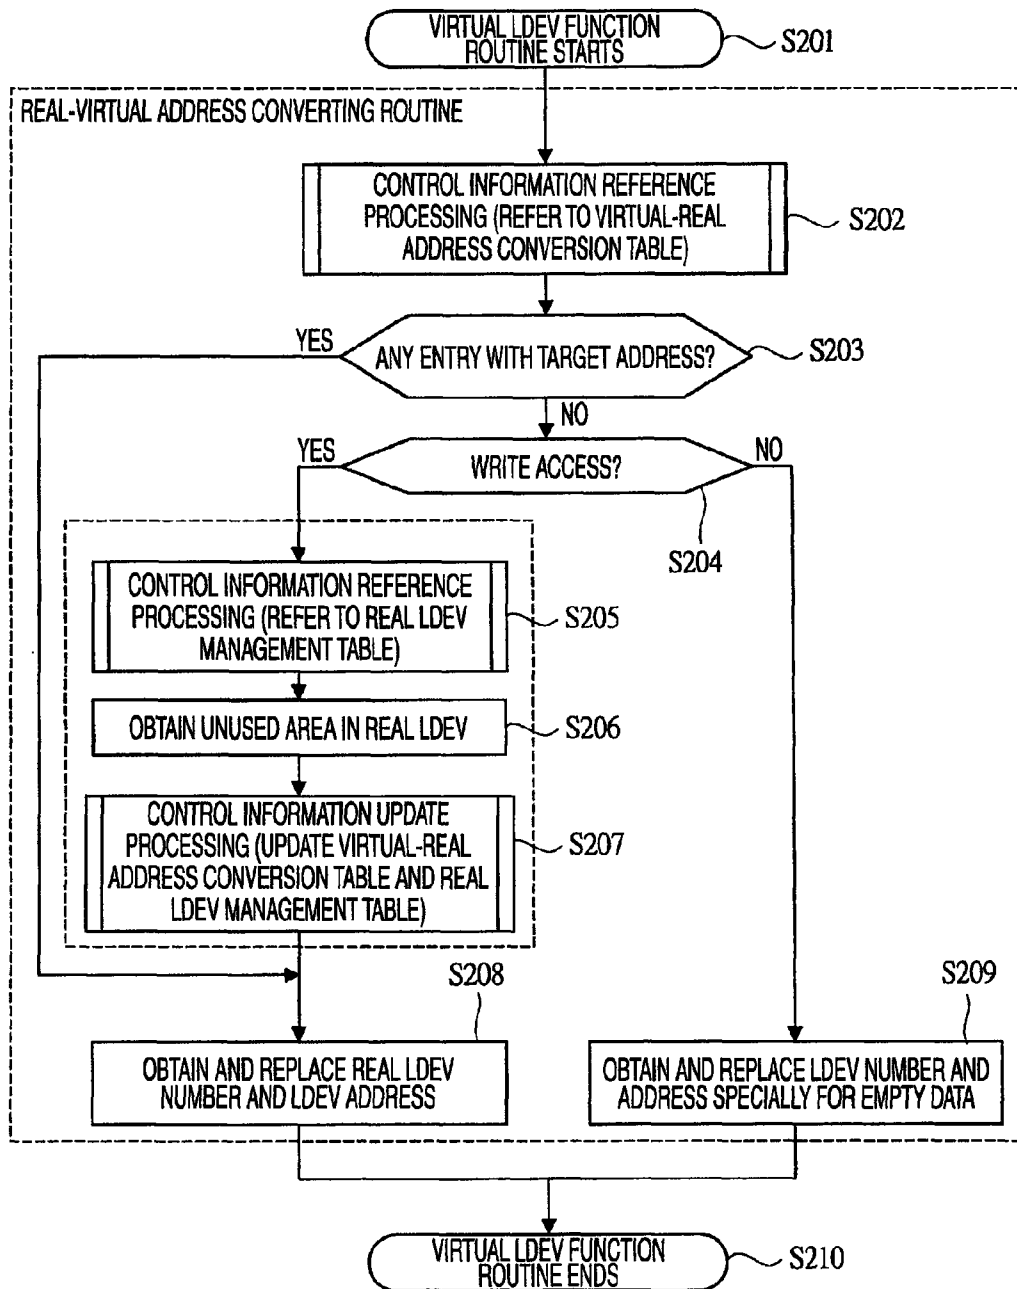 VIRTUAL LDEV FUNCTION
ROUTINE STARTS
S201
REAL-VIRTUAL ADDRESS CONVERTING ROUTINE
CONTROL INFORMATION REFERENCE
PROCESSING (REFER TO VIRTUAL-REAL
ADDRESS CONVERSION TABLE)
S202
YES
ANY ENTRY WITH TARGET ADDRESS?
S203
NO
YES
WRITE ACCESS?
NO
S204
CONTROL INFORMATION REFERENCE
PROCESSING (REFER TO REAL LDEV
MANAGEMENT TABLE)
S205
OBTAIN UNUSED AREA IN REAL LDEV
S206
CONTROL INFORMATION UPDATE
PROCESSING (UPDATE VIRTUAL-REAL
ADDRESS CONVERSION TABLE AND REAL
LDEV MANAGEMENT TABLE)
S207
S208
S209
OBTAIN AND REPLACE REAL LDEV
NUMBER AND LDEV ADDRESS
OBTAIN AND REPLACE LDEV NUMBER AND
ADDRESS SPECIALLY FOR EMPTY DATA
VIRTUAL LDEV FUNCTION
ROUTINE ENDS
S210